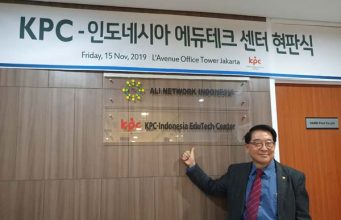 KPC - 인도네시아 에듀테크 센터 현판식
Friday, 15 Nov, 2019 L'Avenue Office Tower Jakarta
kpc
ALI NETWORK INDONESIA
kpc KPC-Indonesia EduTech Center